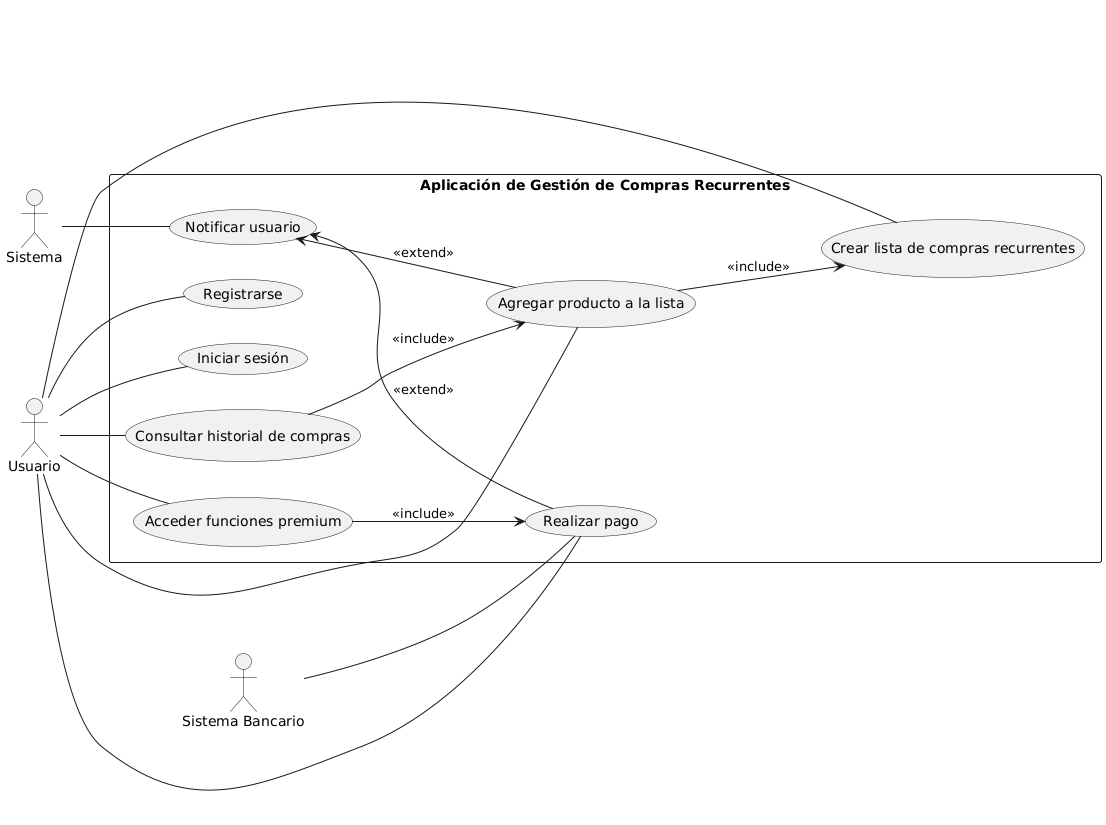 Aplicación de Gestión de Compras Recurrentes
Sistema
Notificar usuario
Crear lista de compras recurrentes
«extend»
«include»
Registrarse
Agregar producto a la lista
«include»
Iniciar sesión
«extend»
Usuario
Consultar historial de compras
Acceder funciones premium
«include»
Realizar pago
Sistema Bancario